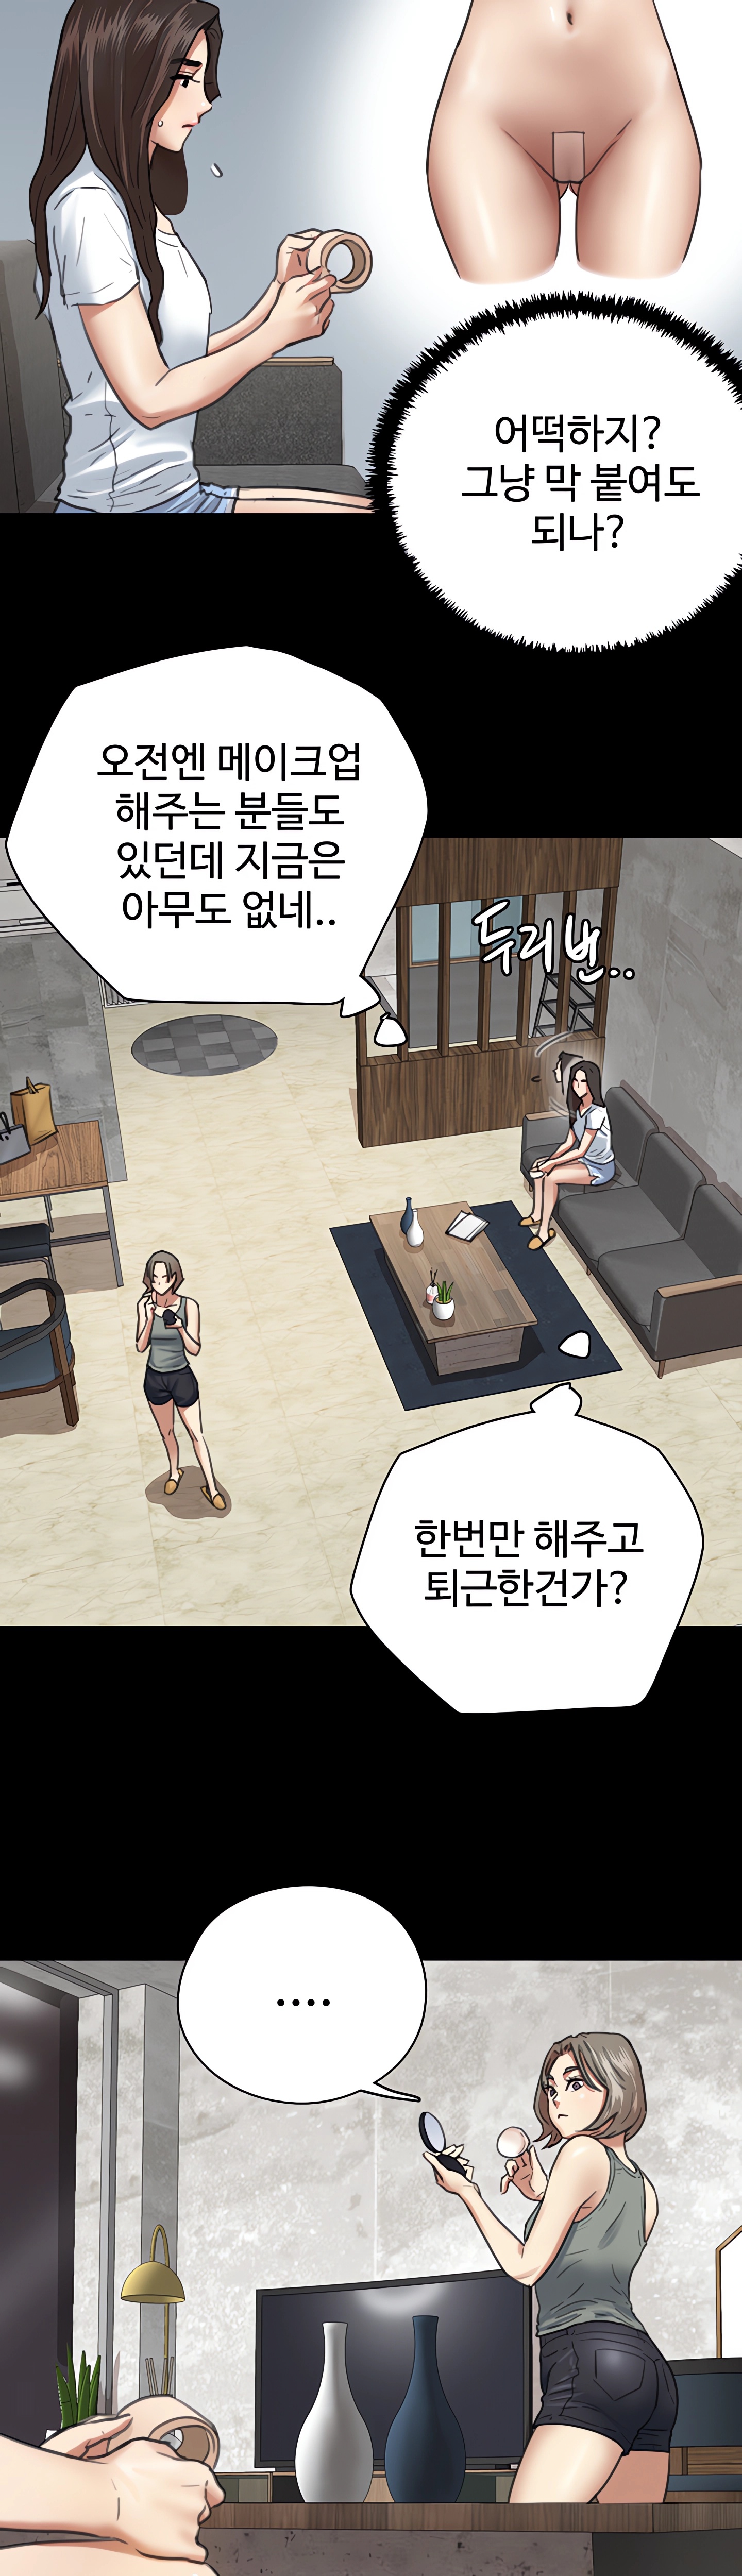 어떡하지?
그냥 막 붙여도
되나?
오전엔 메이크업
해주는 분들도
있던데 지금은
아무도 없네..
두리번..
한번만 해주고
퇴근한건가?
....